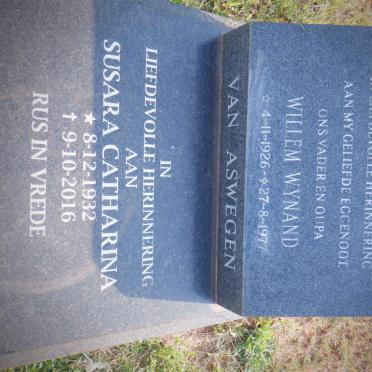 LIEFDEVOLLE HERINNERING
AAN MY GELIEFDE EGGENOOT
ONS VADER EN OUPA
WILLEM WYNAND
☆ 4-11-1926 ✧ 27-8-1977
VAN ASWEGEN
IN
LIEFDEVOLLE HERINNERING
AAN
SUSARA CATHARINA
★ 8-12-1932
† 9-10-2016
RUS IN VREDE